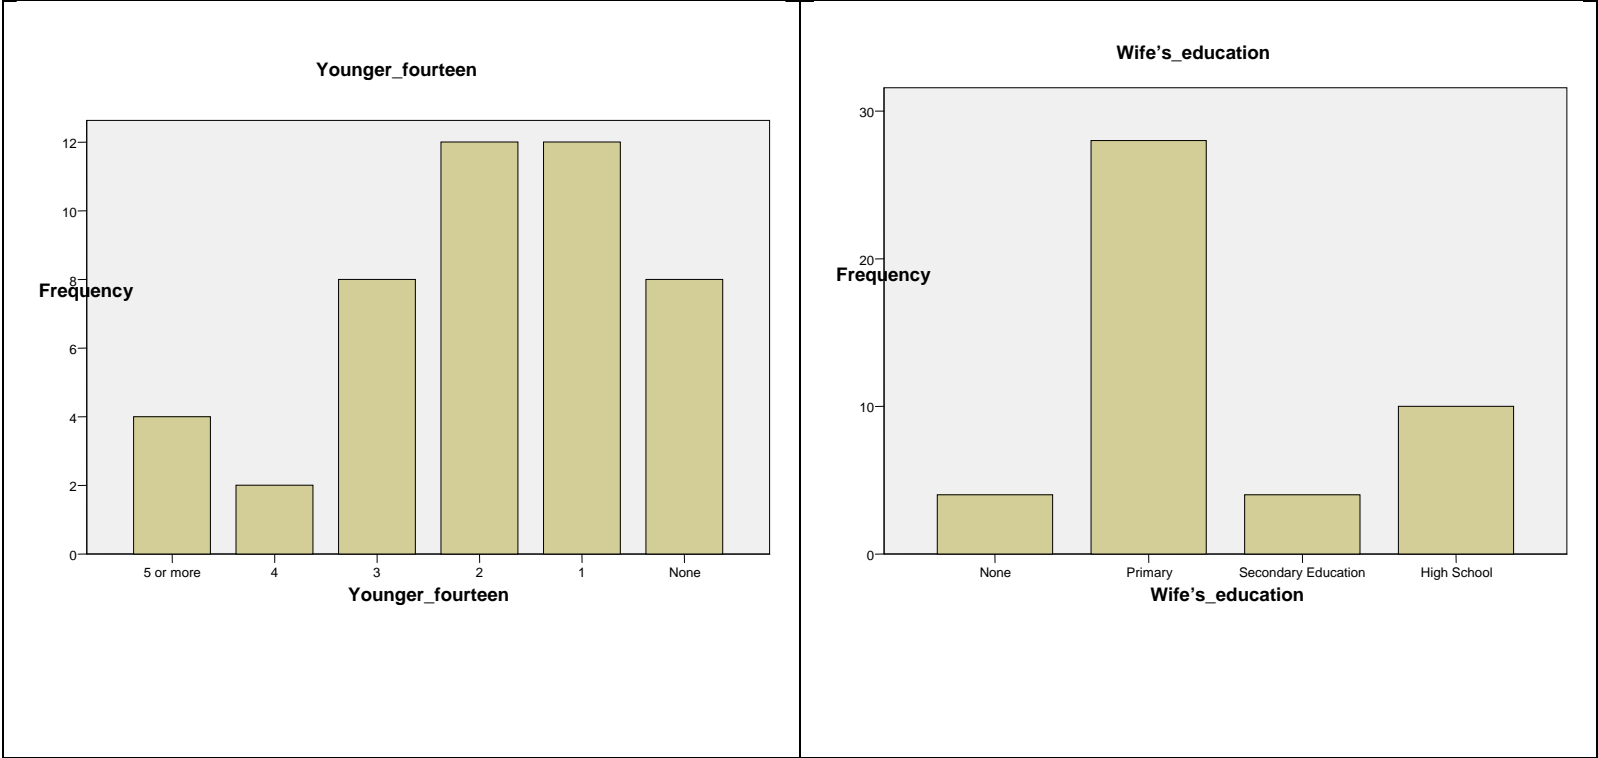 Younger_fourteen
12
10
8
6
4
2
0
Frequency
5 or more 4 3 2 1 None
Younger_fourteen
Wife’s_education
30
20
10
0
Frequency
None Primary Secondary Education High School
Wife’s_education